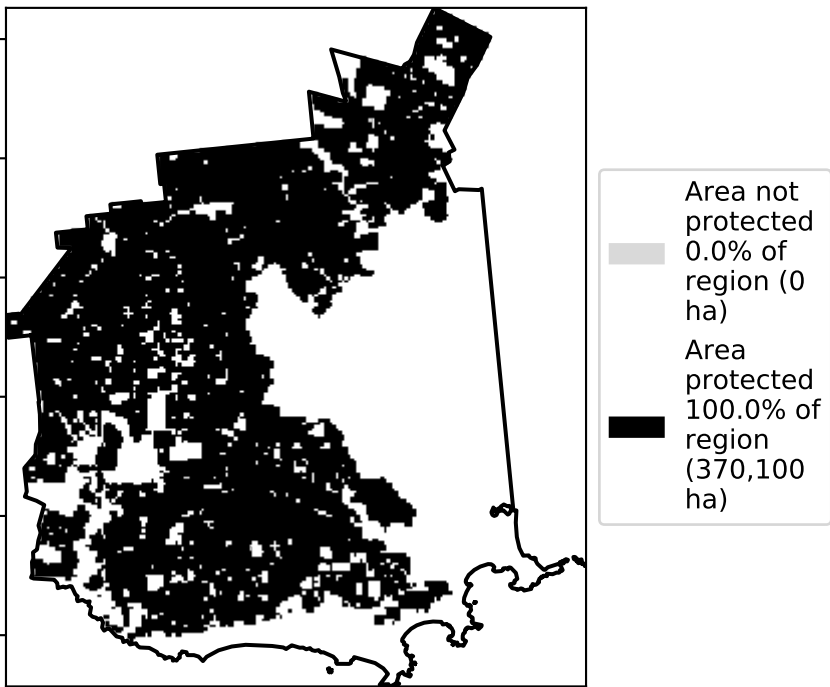 Area not
protected
0.0% of
region (0
ha)
Area
protected
100.0% of
region
(370,100
ha)